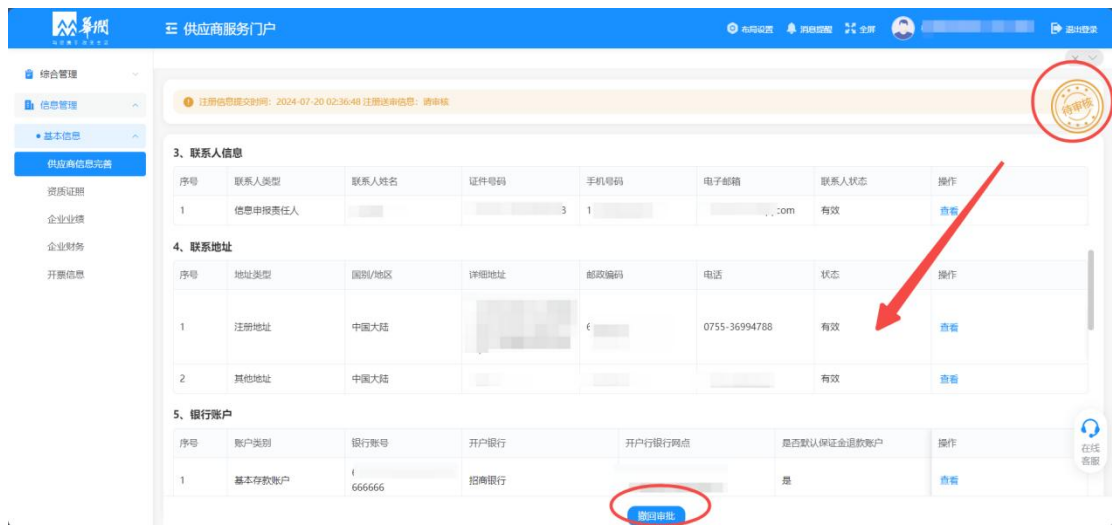 華潤
供应商服务门户
布局设置
消息提醒
全屏
退出登录
综合管理
信息管理
基本信息
供应商信息完善
资质证照
企业业绩
企业财务
开票信息
注册信息提交时间：2024-07-20 02:36:48 注册送审信息：请审核
待审核
3、联系人信息
序号 联系人类型 联系人姓名 证件号码 手机号码 电子邮箱 联系人状态 操作
1 信息申报责任人 3 1 com 有效 查看
4、联系地址
序号 地址类型 国别/地区 详细地址 邮政编码 电话 状态 操作
1 注册地址 中国大陆 6 0755-36994788 有效 查看
2 其他地址 中国大陆 有效 查看
5、银行账户
序号 账户类别 银行账号 开户银行 开户行银行网点 是否默认保证金退款账户 操作
1 基本存款账户 666666 招商银行 是 查看
在线
客服
撤回审批